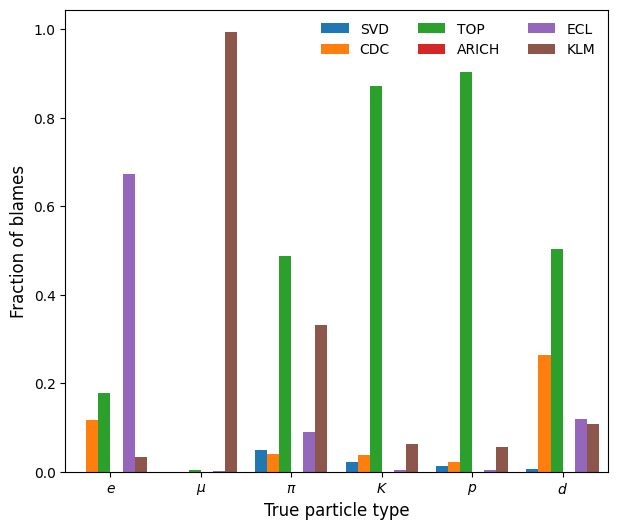 SVD
CDC
TOP
ARICH
ECL
KLM
1.0
0.8
0.6
0.4
0.2
0.0
Fraction of blames
e
μ
π
K
p
d
True particle type